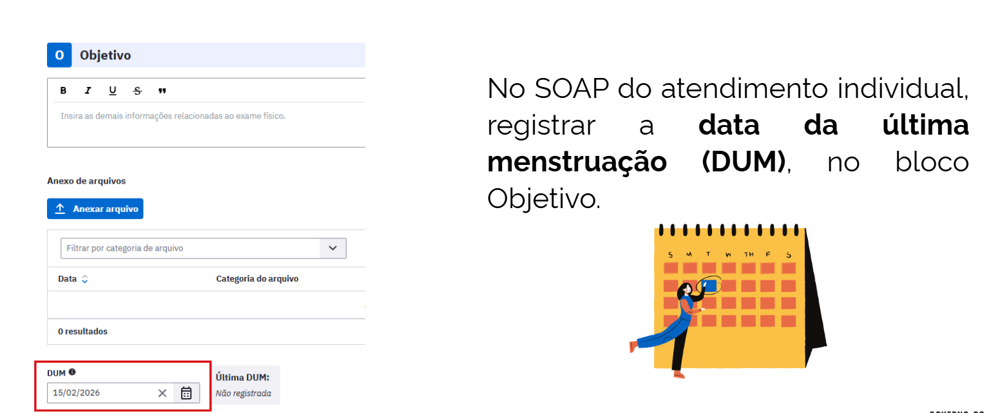 O Objetivo
B I U S "
Insira as demais informações relacionadas ao exame físico.
Anexo de arquivos
Anexar arquivo
Filtrar por categoria de arquivo
Data
Categoria do arquivo
0 resultados
DUM
15/02/2026
Última DUM:
Não registrada
No SOAP do atendimento individual,
registrar a data da última
menstruação (DUM), no bloco
Objetivo.
S M T W TH F S
GOVERNO DO